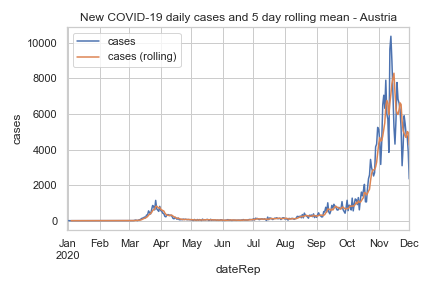 New COVID-19 daily cases and 5 day rolling mean - Austria
cases
cases (rolling)
10000
8000
6000
4000
2000
0
cases
Jan Feb Mar Apr May Jun Jul Aug Sep Oct Nov Dec
2020
dateRep